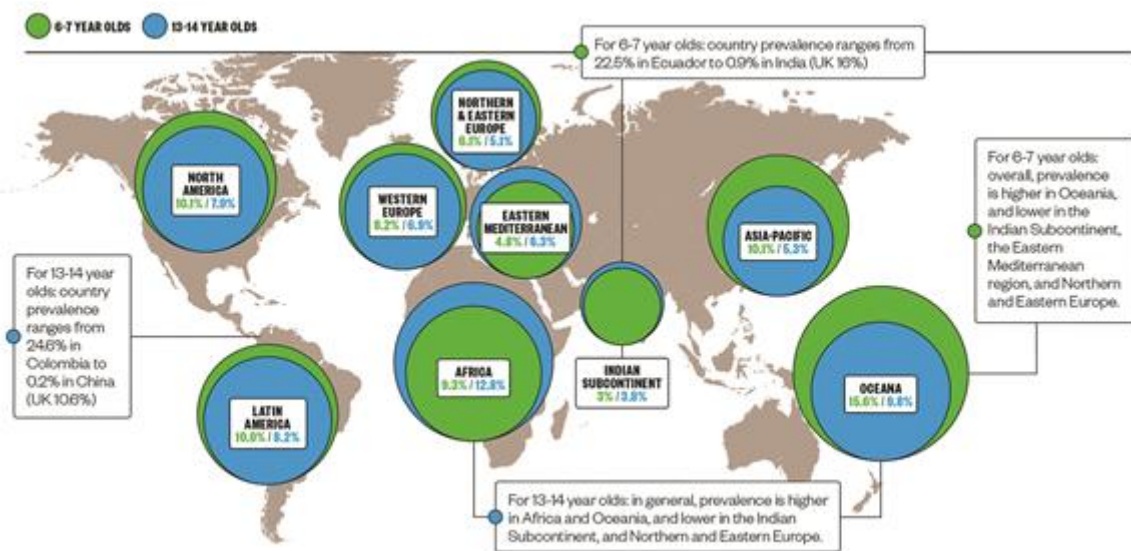 6-7 YEAR OLDS
13-14 YEAR OLDS
For 6-7 year olds: country prevalence ranges from
22.5% in Ecuador to 0.9% in India (UK 16%)
NORTHERN
& EASTERN
EUROPE
6.1% / 5.1%
NORTH
AMERICA
10.1% / 7.9%
WESTERN
EUROPE
8.2% / 6.9%
EASTERN
MEDITERRANEAN
4.8% / 6.3%
ASIA-PACIFIC
10.1% / 5.3%
For 6-7 year olds:
overall, prevalence
is higher in Oceania,
and lower in the
Indian Subcontinent,
the Eastern
Mediterranean
region, and Northern
and Eastern Europe.
For 13-14 year
olds: country
prevalence
ranges from
24.6% in
Colombia to
0.2% in China
(UK 10.6%)
AFRICA
9.3% / 12.8%
INDIAN
SUBCONTINENT
3% / 3.8%
OCEANA
15.6% / 9.8%
LATIN
AMERICA
10.0% / 8.2%
For 13-14 year olds: in general, prevalence is higher
in Africa and Oceania, and lower in the Indian
Subcontinent, and Northern and Eastern Europe.